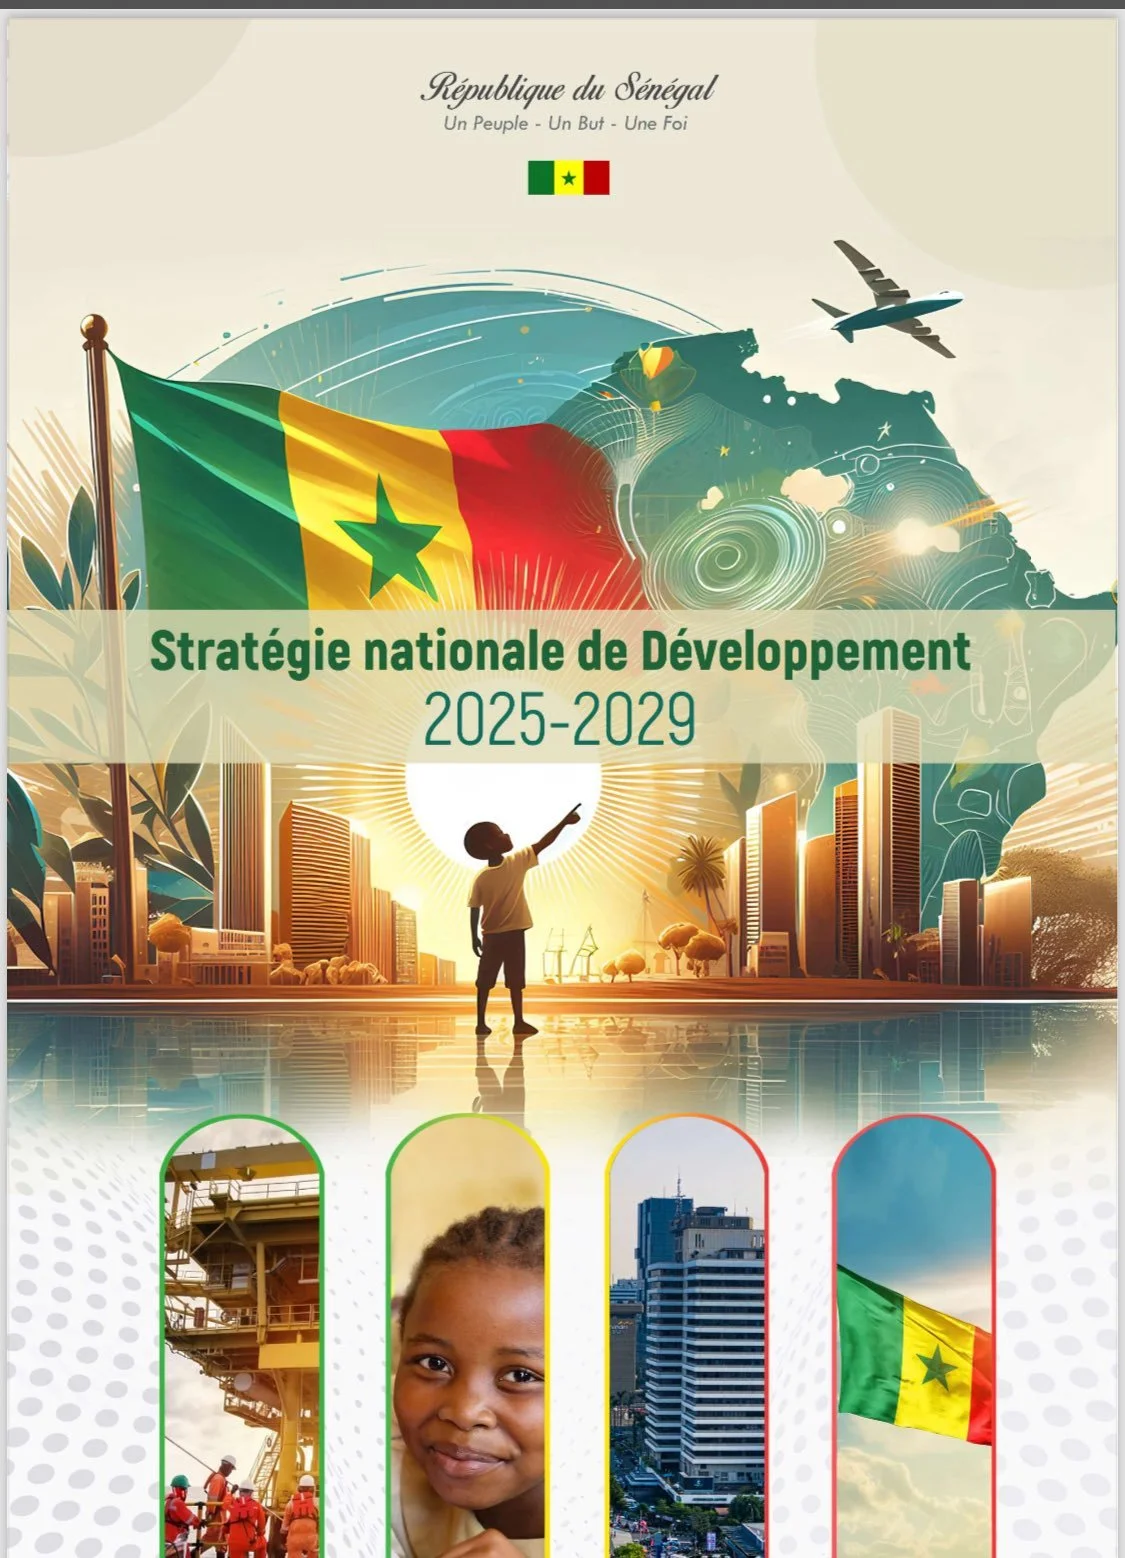 République du Sénégal
Un Peuple - Un But - Une Foi
Stratégie nationale de Développement
2025-2029